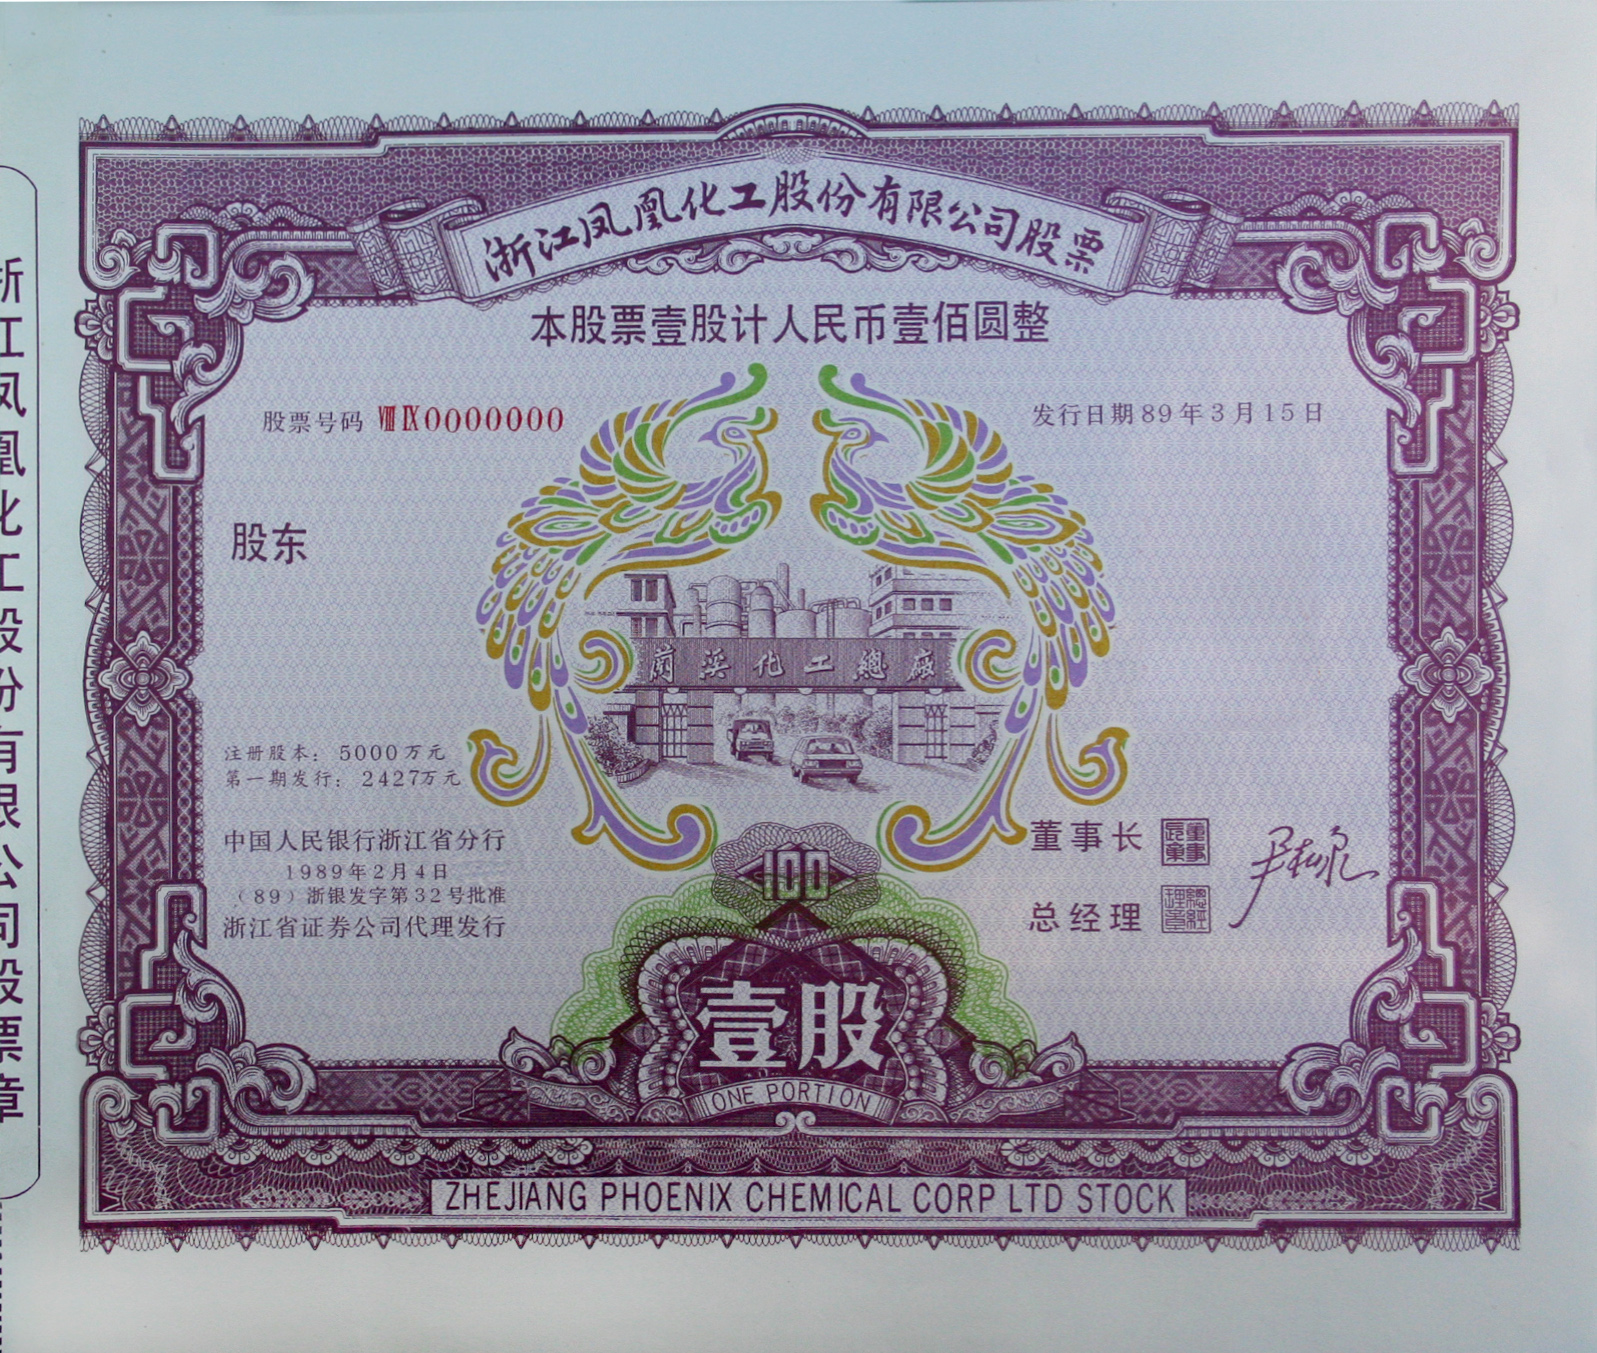 浙江凤凰化工股份有限公司股票
本股票壹股计人民币壹佰圆整
股票号码 ⅧⅨ0000000
发行日期89年3月15日
股东
蘭溪化工總廠
注册股本：5000万元
第一期发行：2427万元
中国人民银行浙江省分行
1989年2月4日
（89）浙银发字第32号批准
浙江省证券公司代理发行
董事长
总经理
100
壹股
ONE PORTION
ZHEJIANG PHOENIX CHEMICAL CORP LTD STOCK
浙江凤凰化工股份有限公司股票章